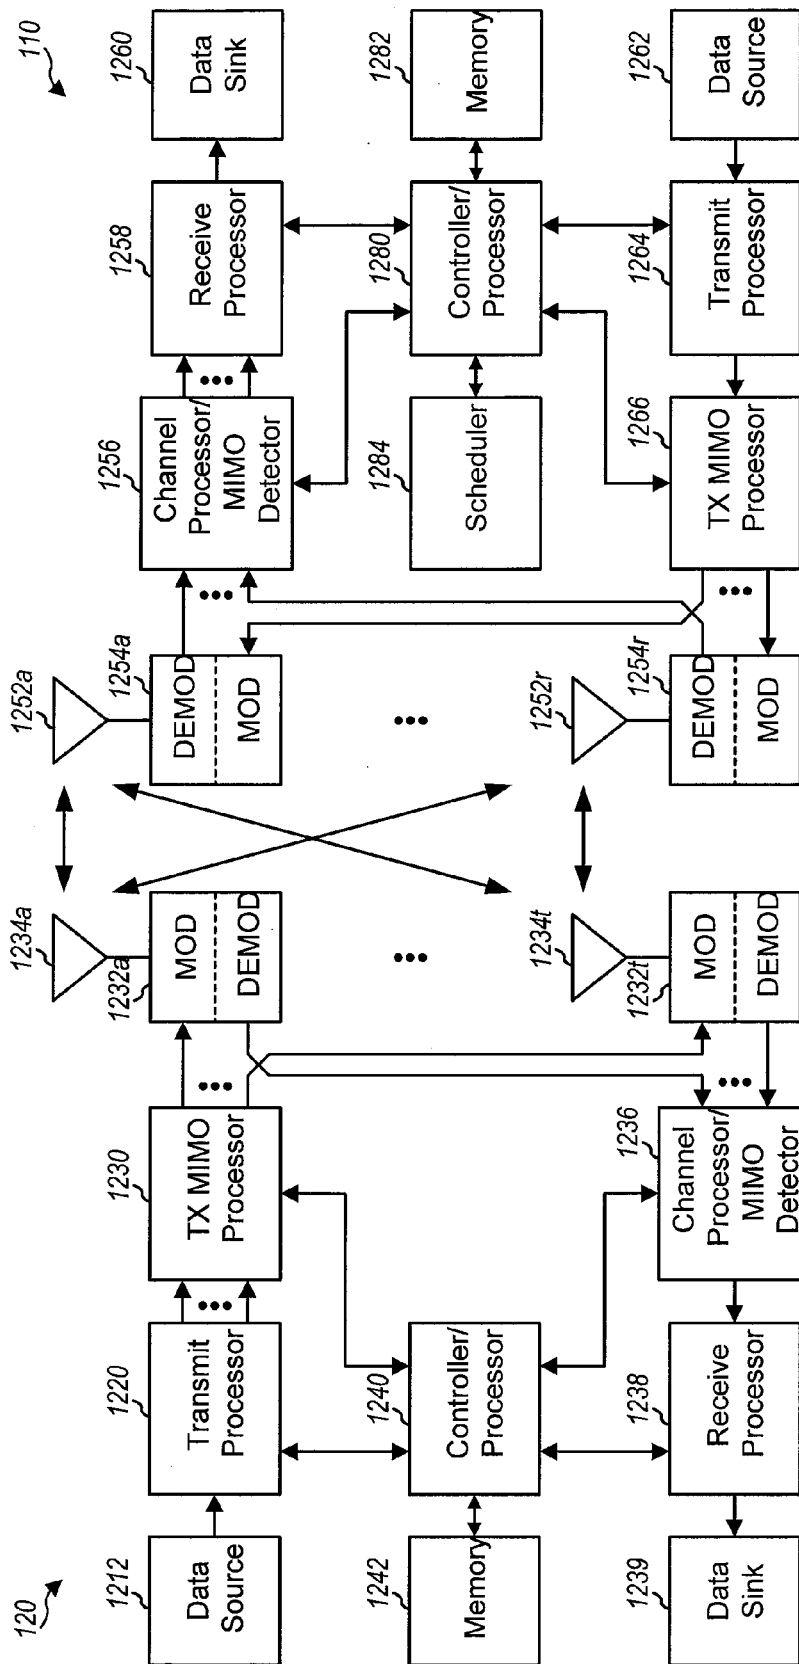 120
110
1212
Data
Source
1220
Transmit
Processor
1230
TX MIMO
Processor
1234a
1232a
MOD
DEMOD
1252a
1254a
DEMOD
MOD
1256
Channel
Processor/
MIMO
Detector
1258
Receive
Processor
1260
Data
Sink
1242
Memory
1240
Controller/
Processor
1284
Scheduler
1280
Controller/
Processor
1282
Memory
1239
Data
Sink
1238
Receive
Processor
1236
Channel
Processor/
MIMO
Detector
1234t
1232t
MOD
DEMOD
1252r
1254r
DEMOD
MOD
1266
TX MIMO
Processor
1264
Transmit
Processor
1262
Data
Source